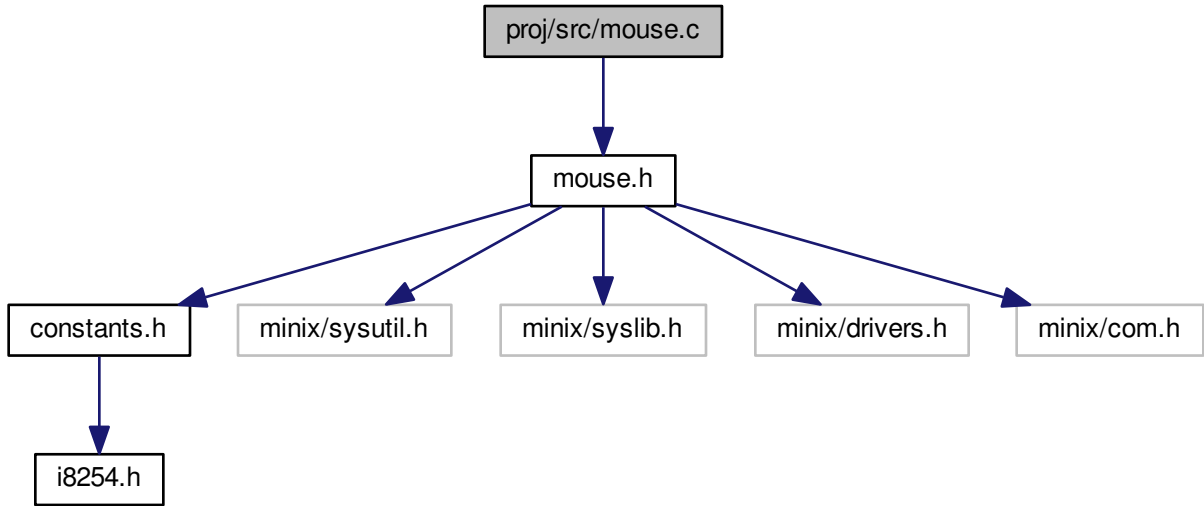 proj/src/mouse.c
mouse.h
constants.h
minix/sysutil.h
minix/syslib.h
minix/drivers.h
minix/com.h
i8254.h